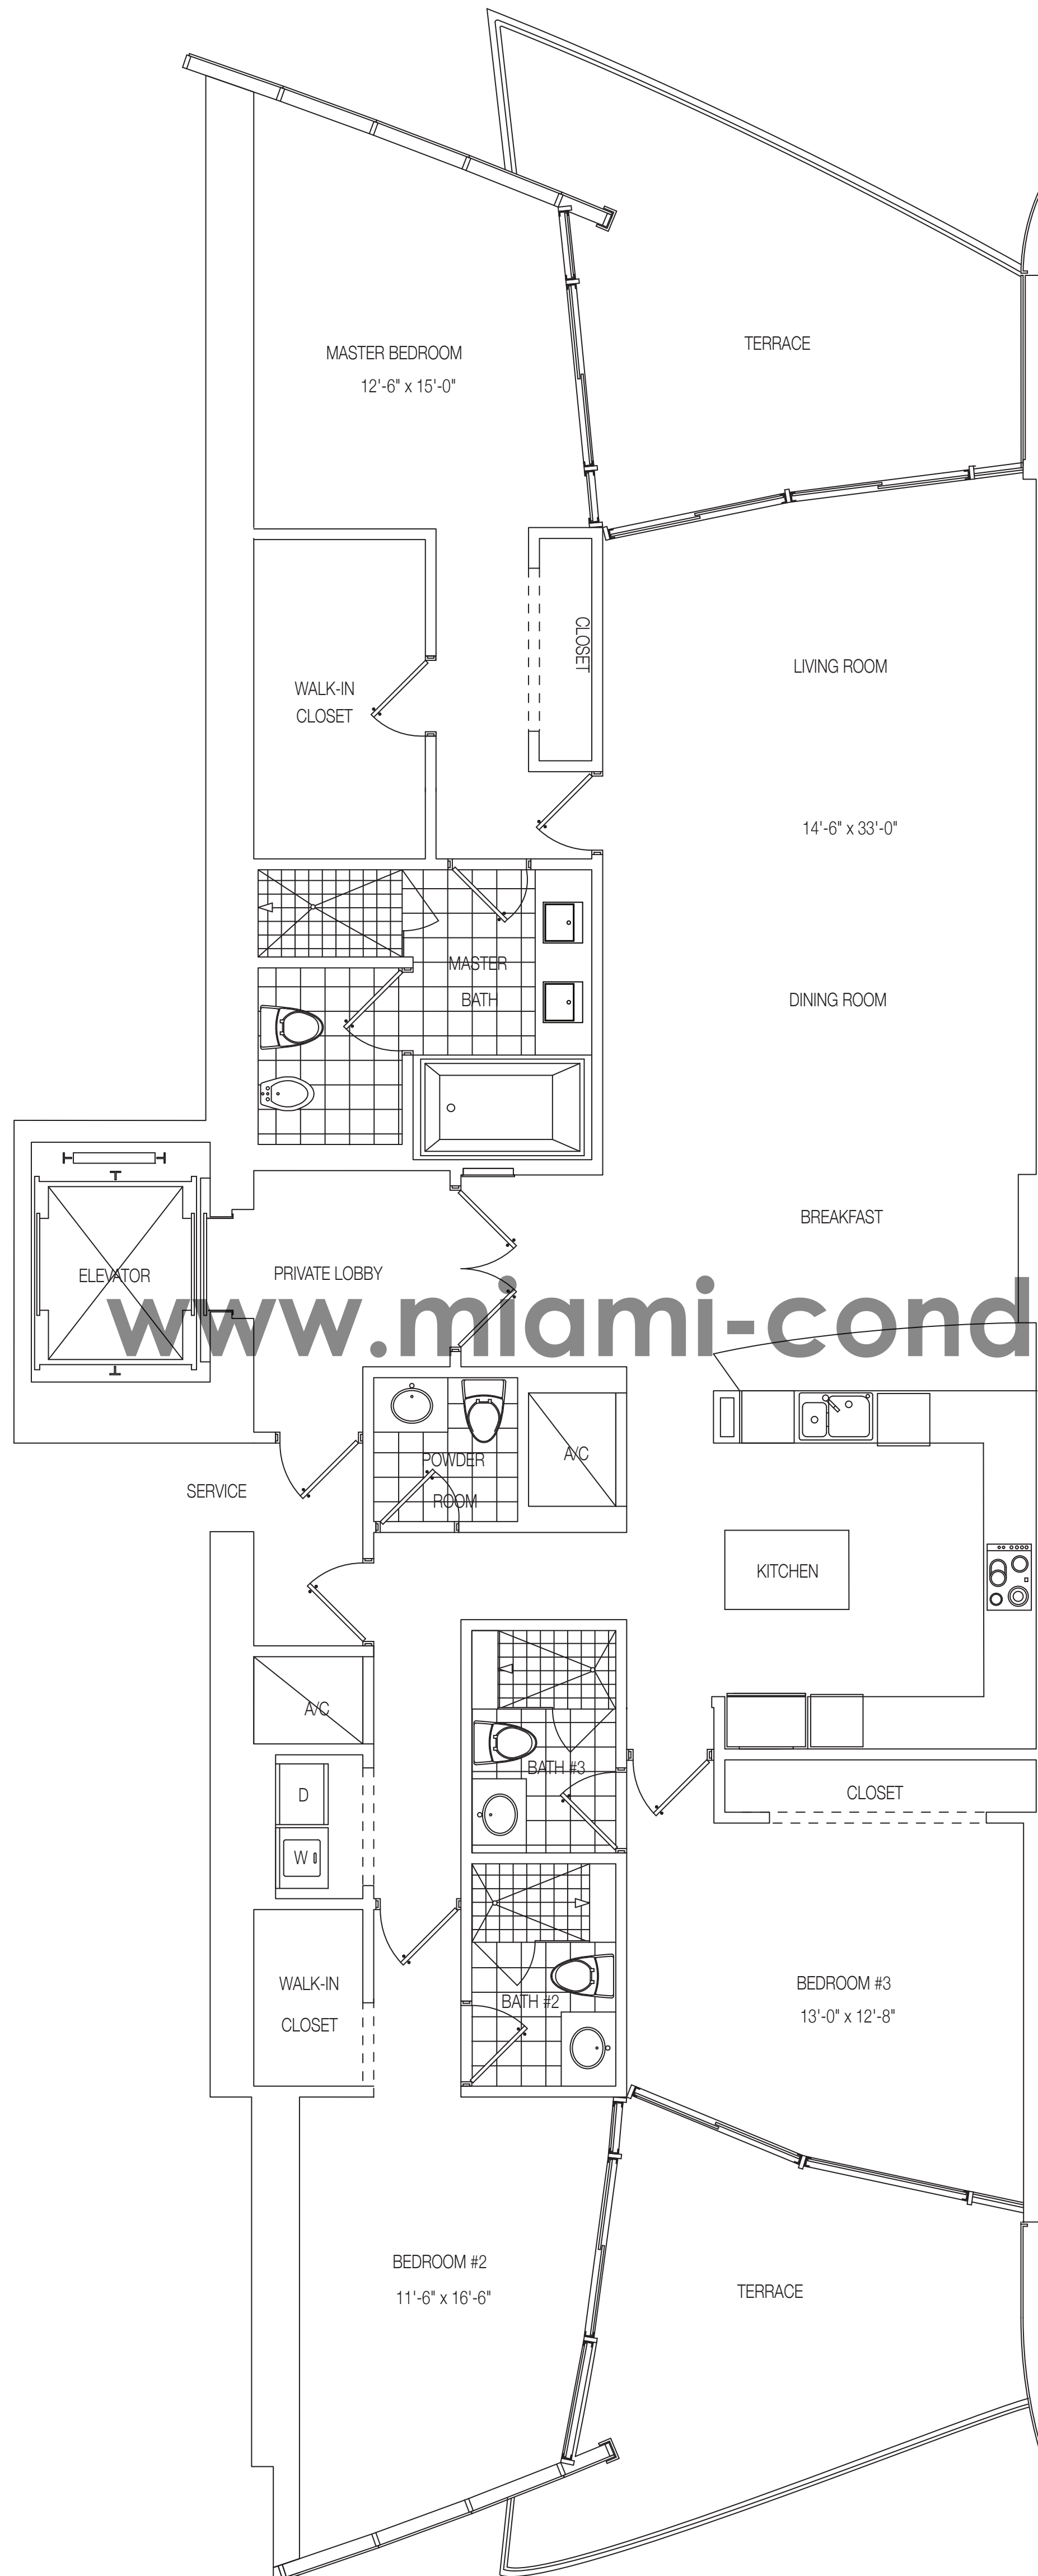 MASTER BEDROOM
12'-6" x 15'-0"
TERRACE
CLOSET
LIVING ROOM
WALK-IN
CLOSET
14'-6" x 33'-0"
MASTER
BATH
DINING ROOM
BREAKFAST
ELEVATOR
PRIVATE LOBBY
www.miami-cond
POWDER
ROOM
A/C
SERVICE
KITCHEN
A/C
BATH #3
D
CLOSET
W
WALK-IN
CLOSET
BATH #2
BEDROOM #3
13'-0" x 12'-8"
BEDROOM #2
11'-6" x 16'-6"
TERRACE